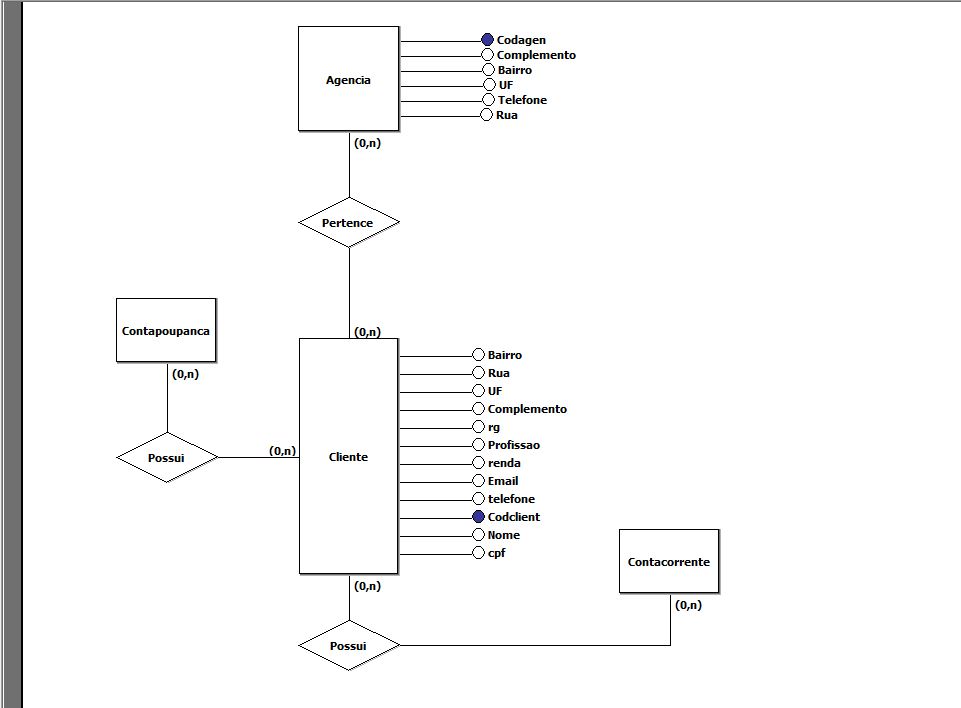 Codagen
Complemento
Bairro
UF
Telefone
Rua
Agencia
(0,n)
Pertence
(0,n)
Contapoupanca
(0,n)
Possui
(0,n)
Cliente
Bairro
Rua
UF
Complemento
rg
Profissao
renda
Email
telefone
Codclient
Nome
cpf
(0,n)
Possui
Contacorrente
(0,n)